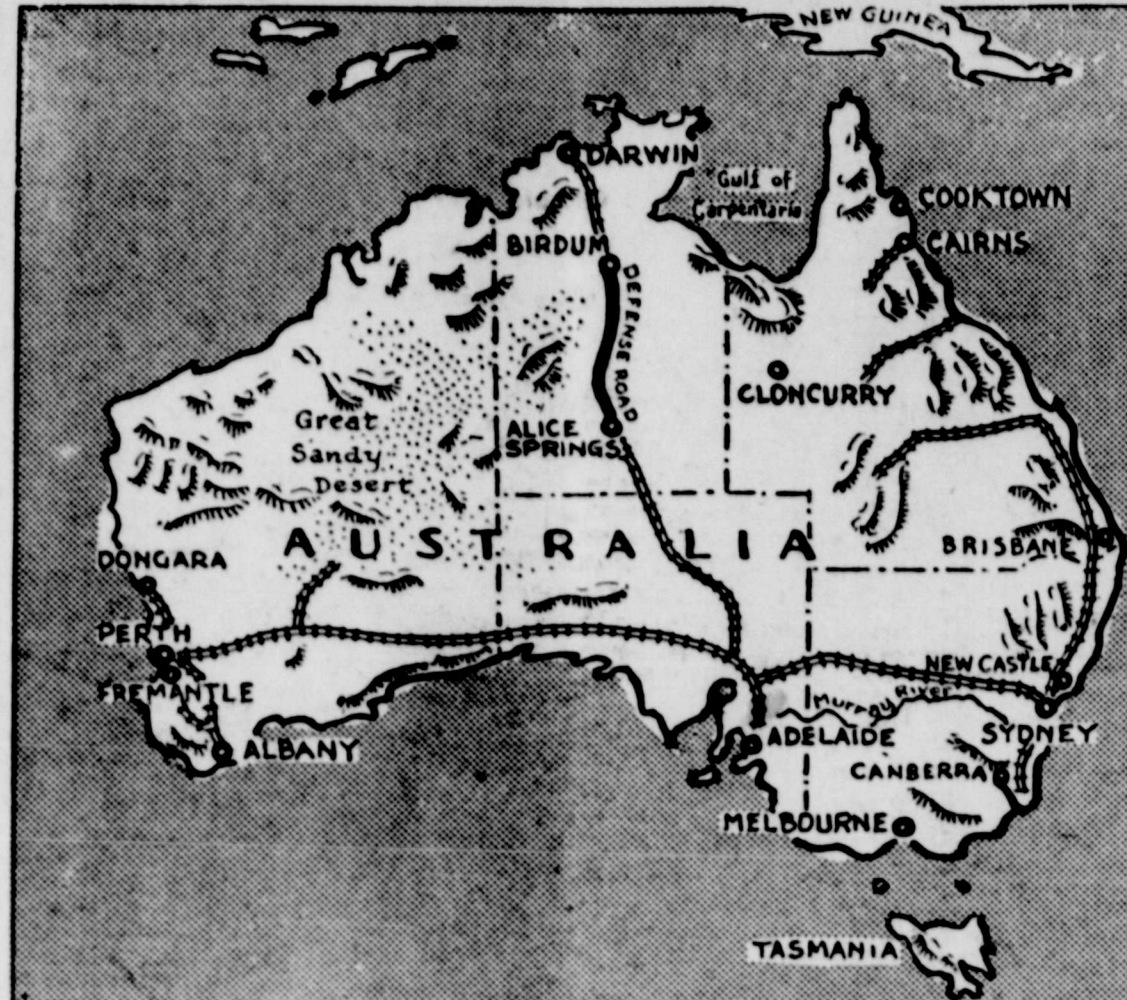 NEW GUINEA
DARWIN
Gulf of
Carpentaria
COOKTOWN
CAIRNS
BIRDUM
DEFENSE ROAD
CLONCURRY
ALICE
SPRINGS
Great
Sandy
Desert
AUSTRALIA
BRISBANE
DONGARA
PERTH
FREMANTLE
ALBANY
NEW CASTLE
Murray River
ADELAIDE
SYDNEY
CANBERRA
MELBOURNE
TASMANIA